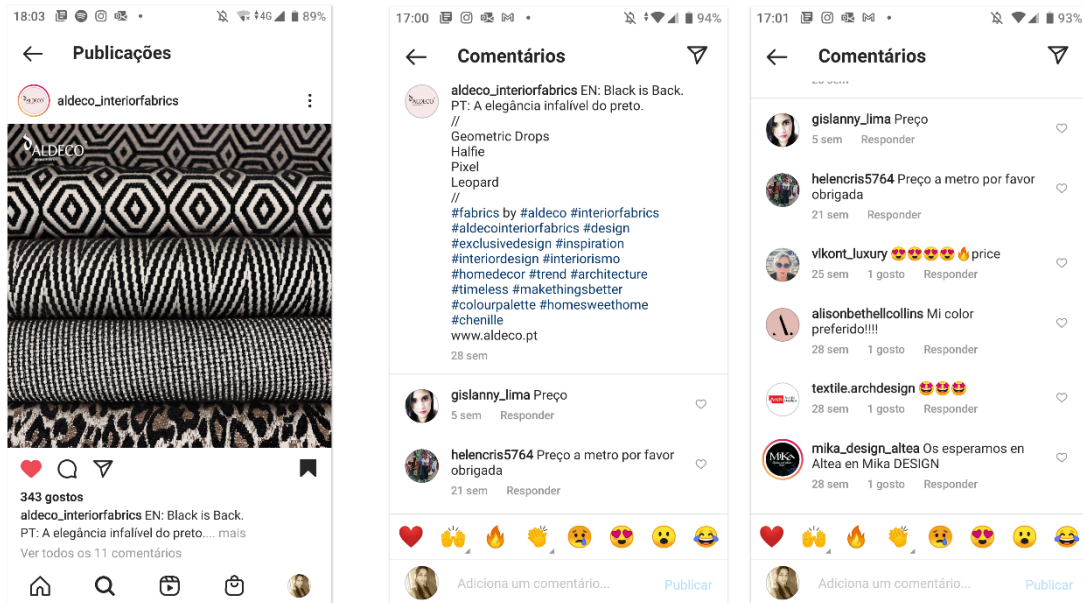 18:03
4G
89%
Publicações
ALDECO
aldeco_interiorfabrics
ALDECO
343 gostos
aldeco_interiorfabrics EN: Black is Back.
PT: A elegância infalível do preto.... mais
Ver todos os 11 comentários
17:00
94%
Comentários
ALDECO
aldeco_interiorfabrics EN: Black is Back.
PT: A elegância infalível do preto.
//
Geometric Drops
Halfie
Pixel
Leopard
//
#fabrics by #aldeco #interiorfabrics
#aldecointeriorfabrics #design
#exclusivedesign #inspiration
#interiordesign #interiorismo
#homedecor #trend #architecture
#timeless #makethingsbetter
#colourpalette #homesweethome
#chenille
www.aldeco.pt
28 sem
gislanny_lima Preço
5 sem Responder
helencris5764 Preço a metro por favor
obrigada
21 sem Responder
Adiciona um comentário... Publicar
17:01
93%
Comentários
gislanny_lima Preço
5 sem Responder
helencris5764 Preço a metro por favor
obrigada
21 sem Responder
vlkont_luxury 😍😍😍😍🔥price
25 sem 1 gosto Responder
alisonbethellcollins Mi color
preferido!!!!
28 sem 1 gosto Responder
textile.archdesign 🤩🤩🤩
28 sem 1 gosto Responder
MiKA
mika_design_altea Os esperamos en
Altea en Mika DESIGN
28 sem 1 gosto Responder
Adiciona um comentário... Publicar